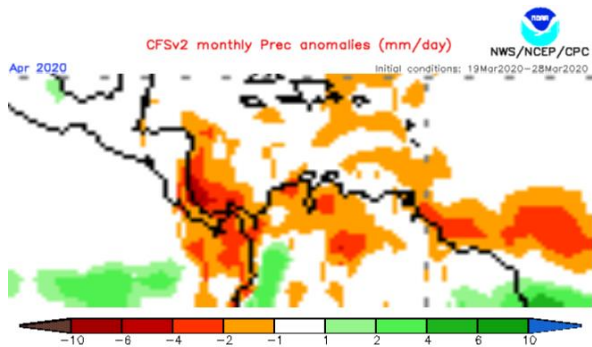 NOAA
CFSv2 monthly Prec anomalies (mm/day)
NWS/NCEP/CPC
Apr 2020
Initial conditions: 19Mar2020-28Mar2020
-10 -6 -4 -2 -1 1 2 4 6 10